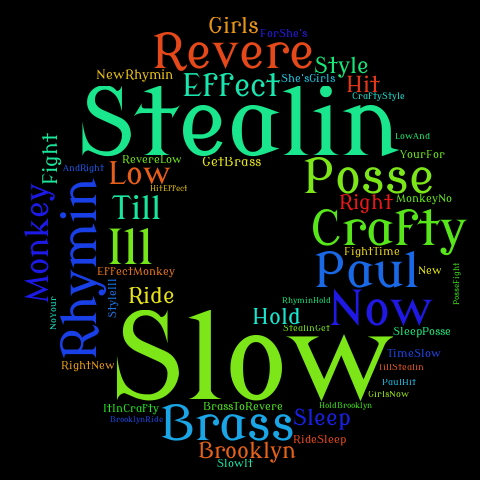 Girls
ForShe's
Revere
Style
NewRhymin
Effect
She'sGirls
Hit
CraftyStyle
Stealin
LowAnd
Fight
RevereLow
GetBrass
YourFor
AndRight
Low
HitEffect
Posse
Monkey
Rhymin
Till
Right
MonkeyNo
Crafty
Ill
FightTime
EffectMonkey
Paul
New
PosseFight
NoYour
StyleIll
Ride
RhyminHold
Now
Hold
StealinGet
SleepPosse
Slow
TimeSlow
RightNew
TillStealin
PaulHit
GirlsNow
ItInCrafty
BrassToRevere
HoldBrooklyn
BrooklynRide
Brass
Sleep
RideSleep
Brooklyn
SlowIt